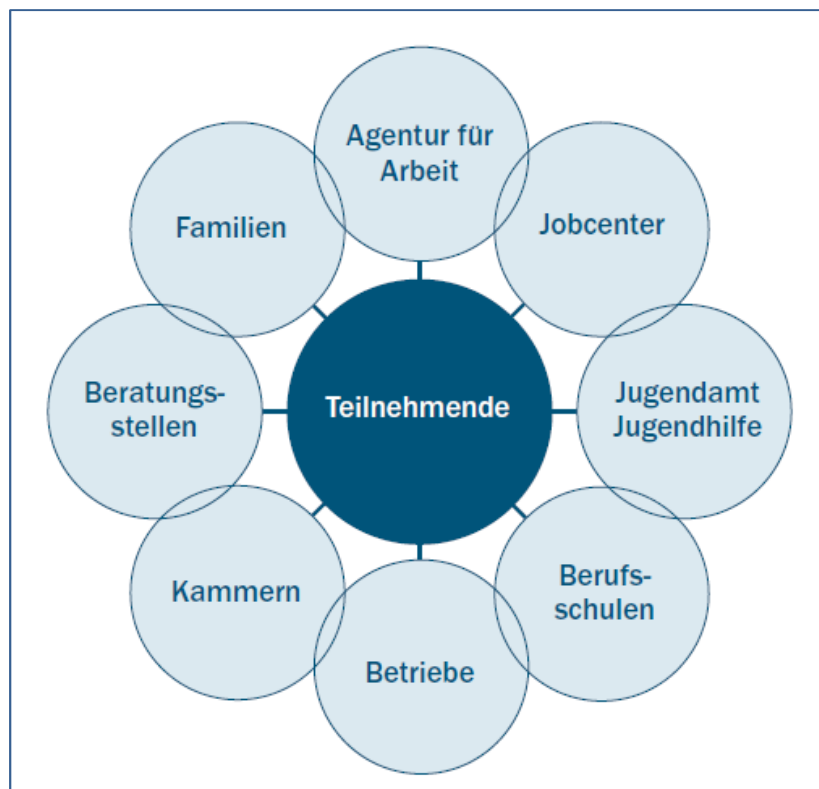 Agentur für
Arbeit
Jobcenter
Jugendamt
Jugendhilfe
Berufs-
schulen
Betriebe
Kammern
Beratungs-
stellen
Familien
Teilnehmende